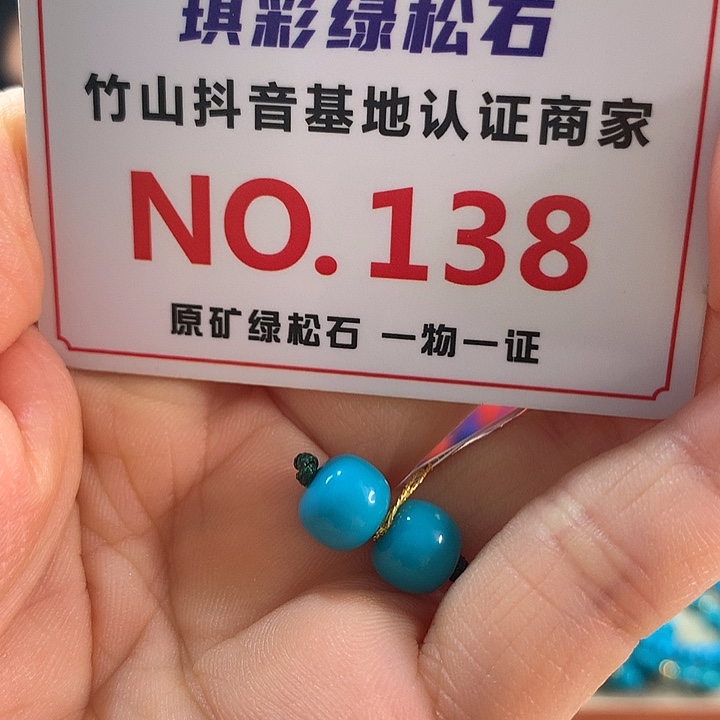 琪彩绿松石
竹山抖音基地认证商家
NO.138
原矿绿松石 一物一证